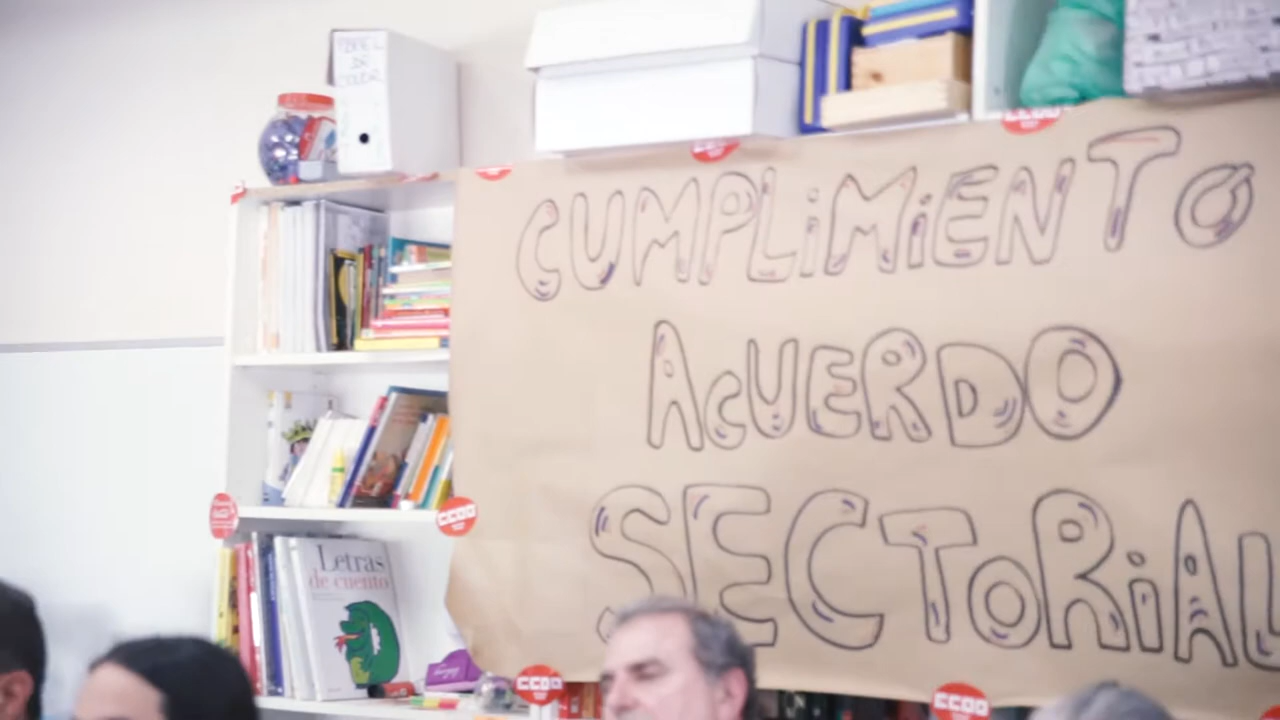 CUMPLIMIENTO
ACUERDO
SECTORIAL
CCOO
CCOO
CCOO
CCOO
Letras
de cuento